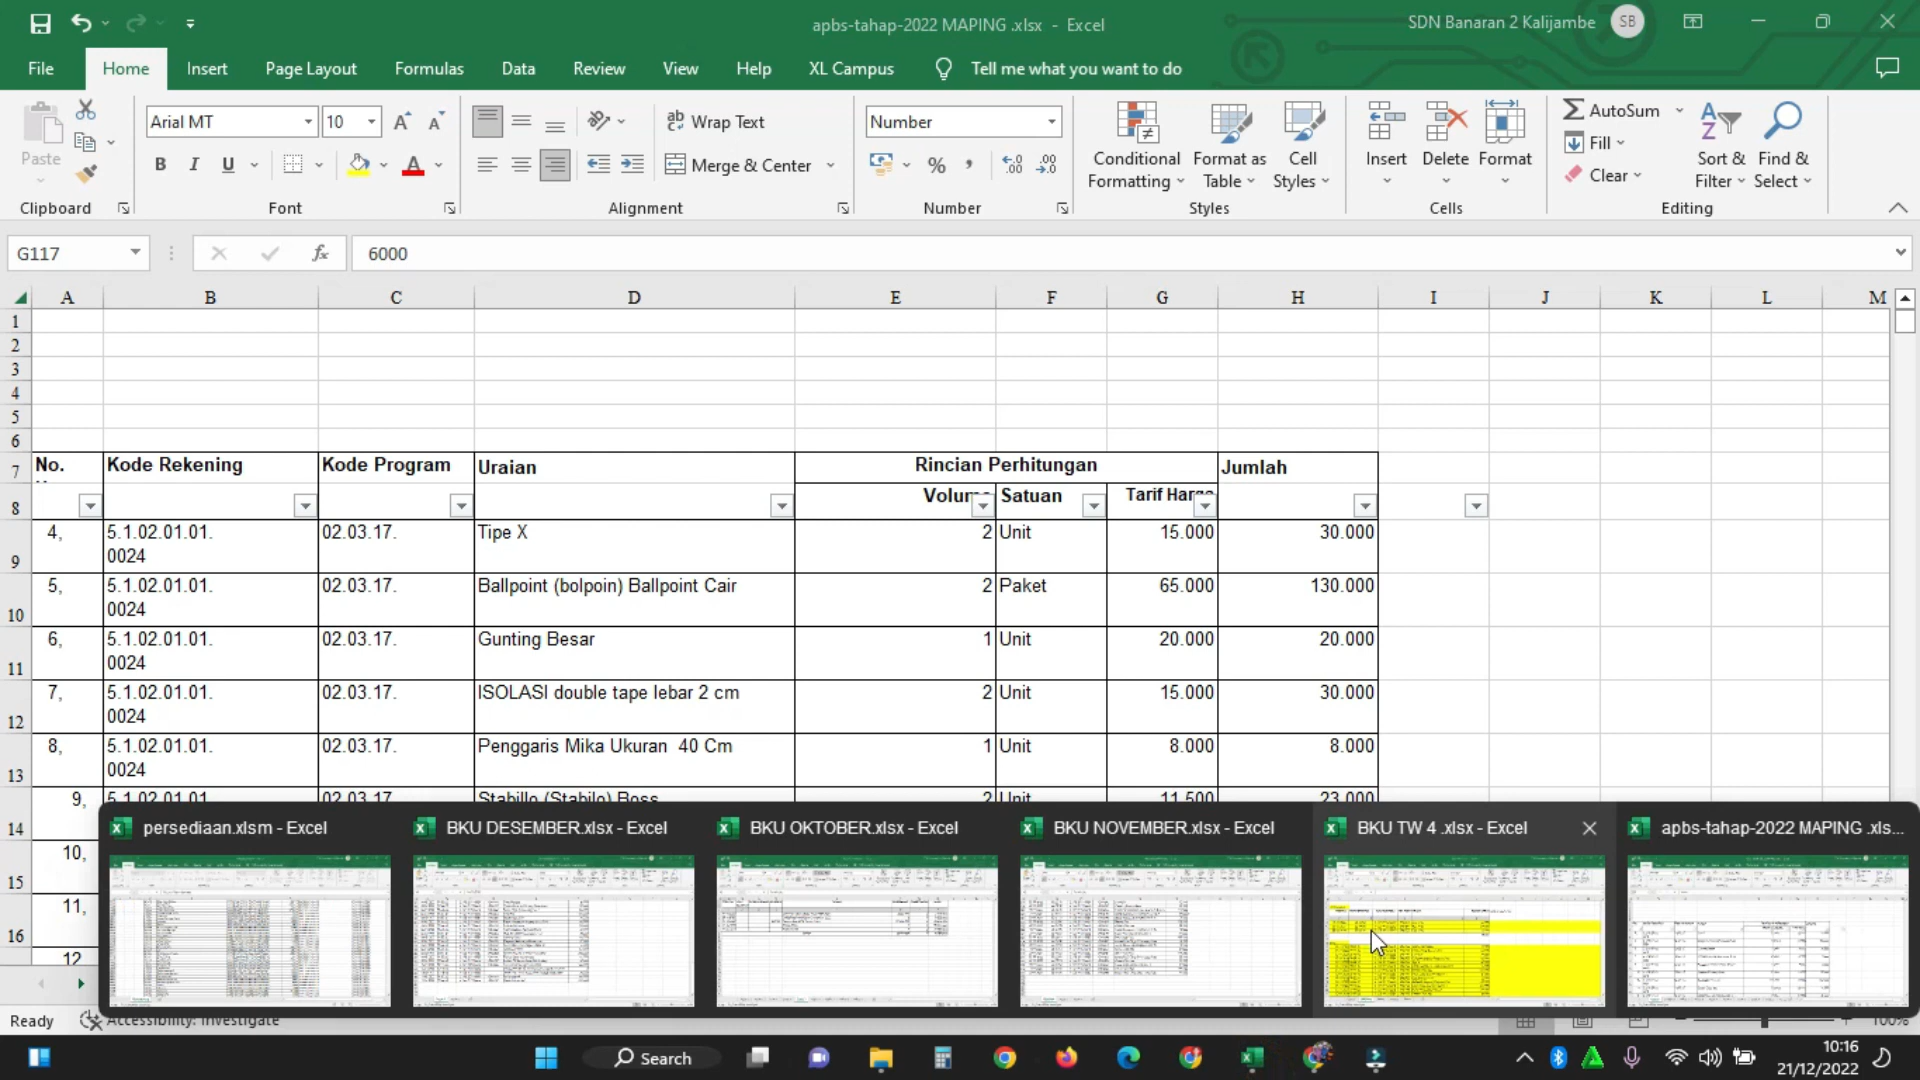 apbs-tahap-2022 MAPING .xlsx - Excel
SDN Banaran 2 Kalijambe
SB
File Home Insert Page Layout Formulas Data Review View Help XL Campus Tell me what you want to do
Paste
Clipboard
Arial MT 10
B I U
Font
Wrap Text
Merge & Center
Alignment
Number
% ,
Number
Conditional Formatting
Format as Table
Cell Styles
Styles
Insert Delete Format
Cells
AutoSum
Fill
Clear
Sort & Filter
Find & Select
Editing
G117 fx 6000
A B C D E F G H I J K L M
1
2
3
4
5
6
7 No. Kode Rekening Kode Program Uraian Rincian Perhitungan Jumlah
8 Satuan
9 4, 5.1.02.01.01. 0024 02.03.17. Tipe X 2 Unit 15.000 30.000
10 5, 5.1.02.01.01. 0024 02.03.17. Ballpoint (bolpoin) Ballpoint Cair 2 Paket 65.000 130.000
11 6, 5.1.02.01.01. 0024 02.03.17. Gunting Besar 1 Unit 20.000 20.000
12 7, 5.1.02.01.01. 0024 02.03.17. ISOLASI double tape lebar 2 cm 2 Unit 15.000 30.000
13 8, 5.1.02.01.01. 0024 02.03.17. Penggaris Mika Ukuran 40 Cm 1 Unit 8.000 8.000
14 9, 5.1.02.01.01. 02.03.17. Stabillo (Stabilo) Boss 2 Unit 11.500 23.000
15 10,
16 11,
12
persediaan.xlsm - Excel
BKU DESEMBER.xlsx - Excel
BKU OKTOBER.xlsx - Excel
BKU NOVEMBER.xlsx - Excel
BKU TW 4 .xlsx - Excel
apbs-tahap-2022 MAPING .xls...
Ready Accessibility: Investigate 100%
Search
10:16
21/12/2022